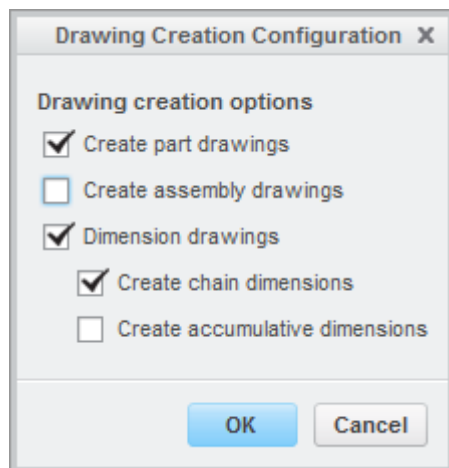 Drawing Creation Configuration X
Drawing creation options
Create part drawings
Create assembly drawings
Dimension drawings
Create chain dimensions
Create accumulative dimensions
OK Cancel